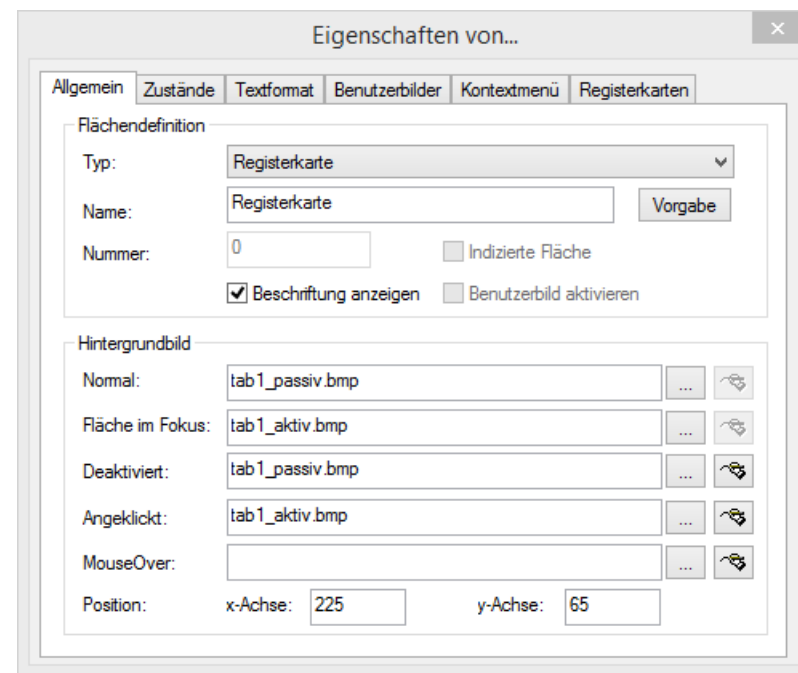 Eigenschaften von...
Allgemein Zustände Textformat Benutzerbilder Kontextmenü Registerkarten
Flächendefinition
Typ: Registerkarte
Name: Registerkarte Vorgabe
Nummer: 0 Indizierte Fläche
Beschriftung anzeigen Benutzerbild aktivieren
Hintergrundbild
Normal: tab1_passiv.bmp ...
Fläche im Fokus: tab1_aktiv.bmp ...
Deaktiviert: tab1_passiv.bmp ...
Angeklickt: tab1_aktiv.bmp ...
MouseOver: ...
Position: x-Achse: 225 y-Achse: 65